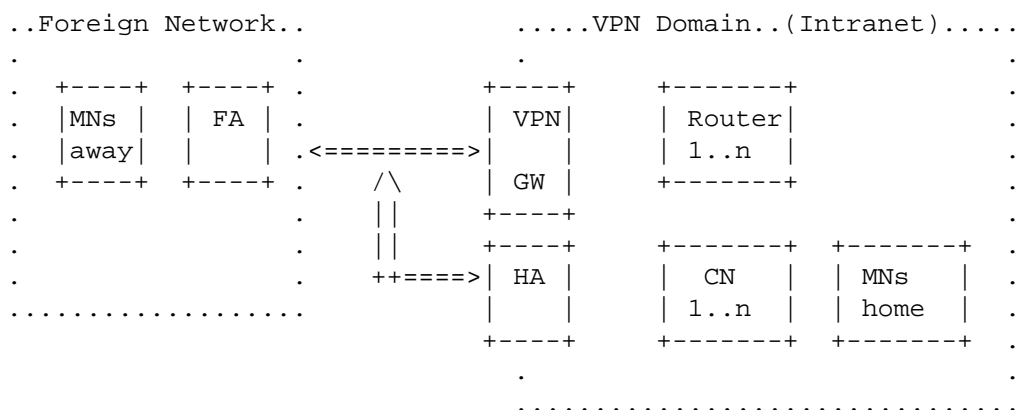 ..Foreign Network.. .....VPN Domain..(Intranet).....
MNs FA VPN Router
away 1..n
GW
HA CN MNs
1..n home